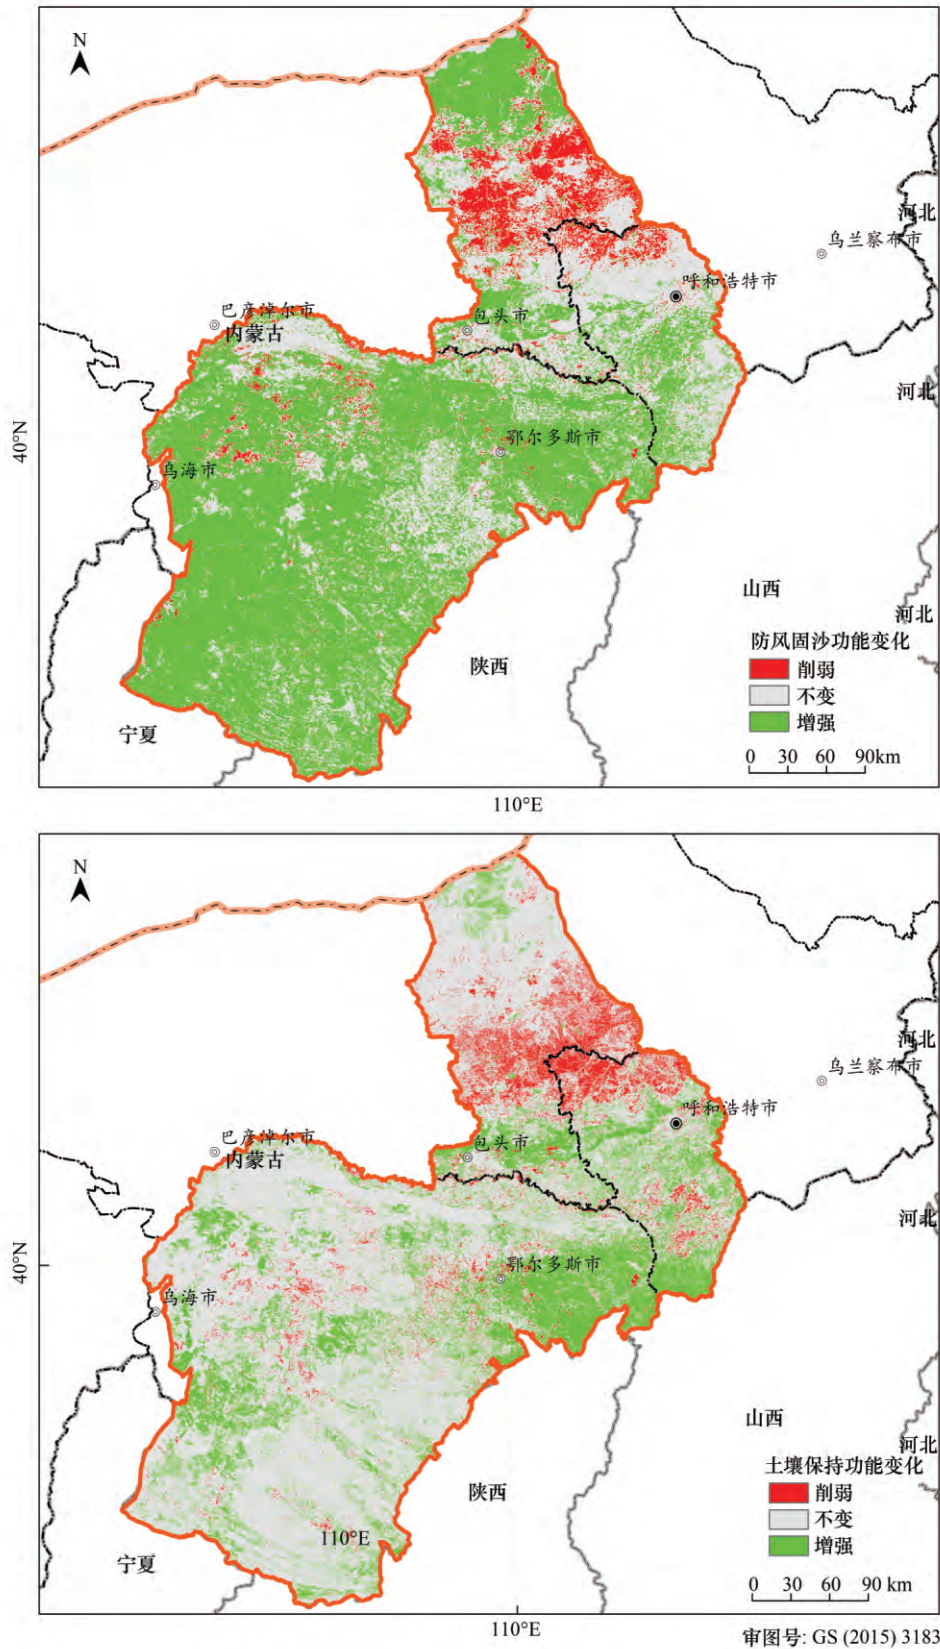 N
河北
乌兰察布市
呼和浩特市
巴彦淖尔市
内蒙古
包头市
河北
40°N
鄂尔多斯市
乌海市
山西
河北
防风固沙功能变化
陕西
削弱
不变
宁夏
增强
0 30 60 90km
110°E
N
河北
乌兰察布市
呼和浩特市
巴彦淖尔市
内蒙古
包头市
河北
40°N
鄂尔多斯市
乌海市
山西
河北
土壤保持功能变化
陕西
削弱
不变
110°E
增强
宁夏
0 30 60 90 km
110°E
审图号: GS (2015) 3183